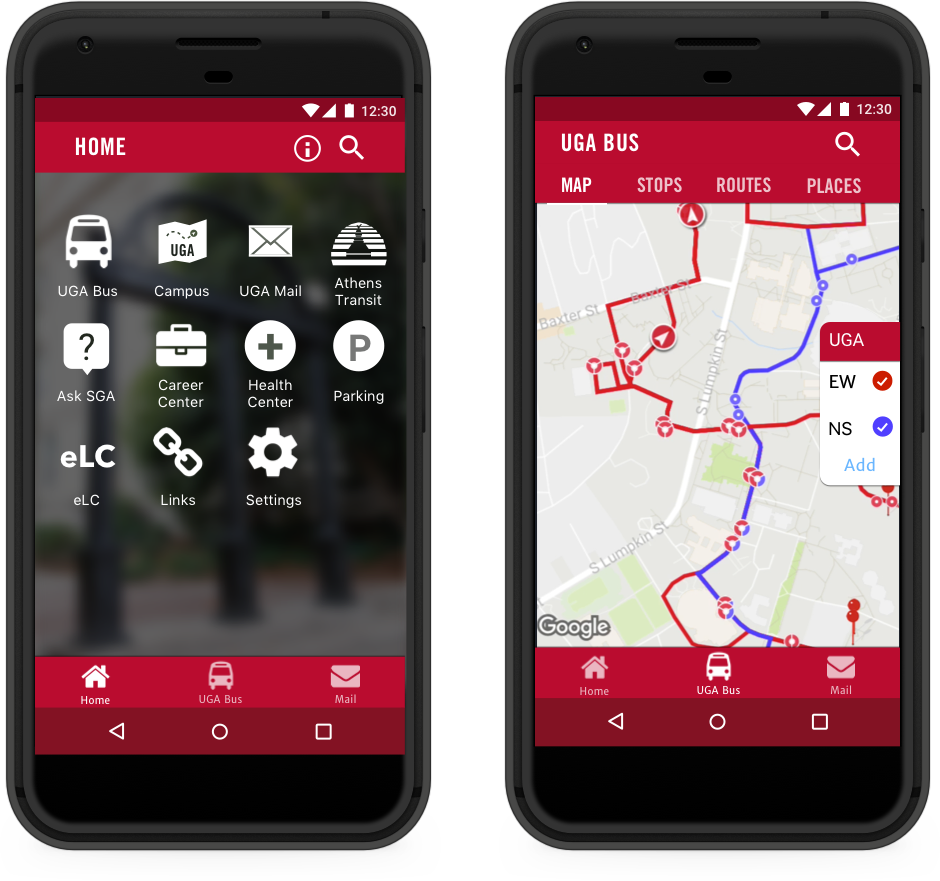 12:30
HOME
UGA
UGA Bus
Campus
UGA Mail
Athens
Transit
?
P
Ask SGA
Career
Center
Health
Center
Parking
eLC
eLC
Links
Settings
Home
UGA Bus
Mail
12:30
UGA BUS
MAP
STOPS
ROUTES
PLACES
Baxter St
Baxter St
S Lumpkin St
UGA
EW
NS
Add
S Lumpkin St
Google
Home
UGA Bus
Mail